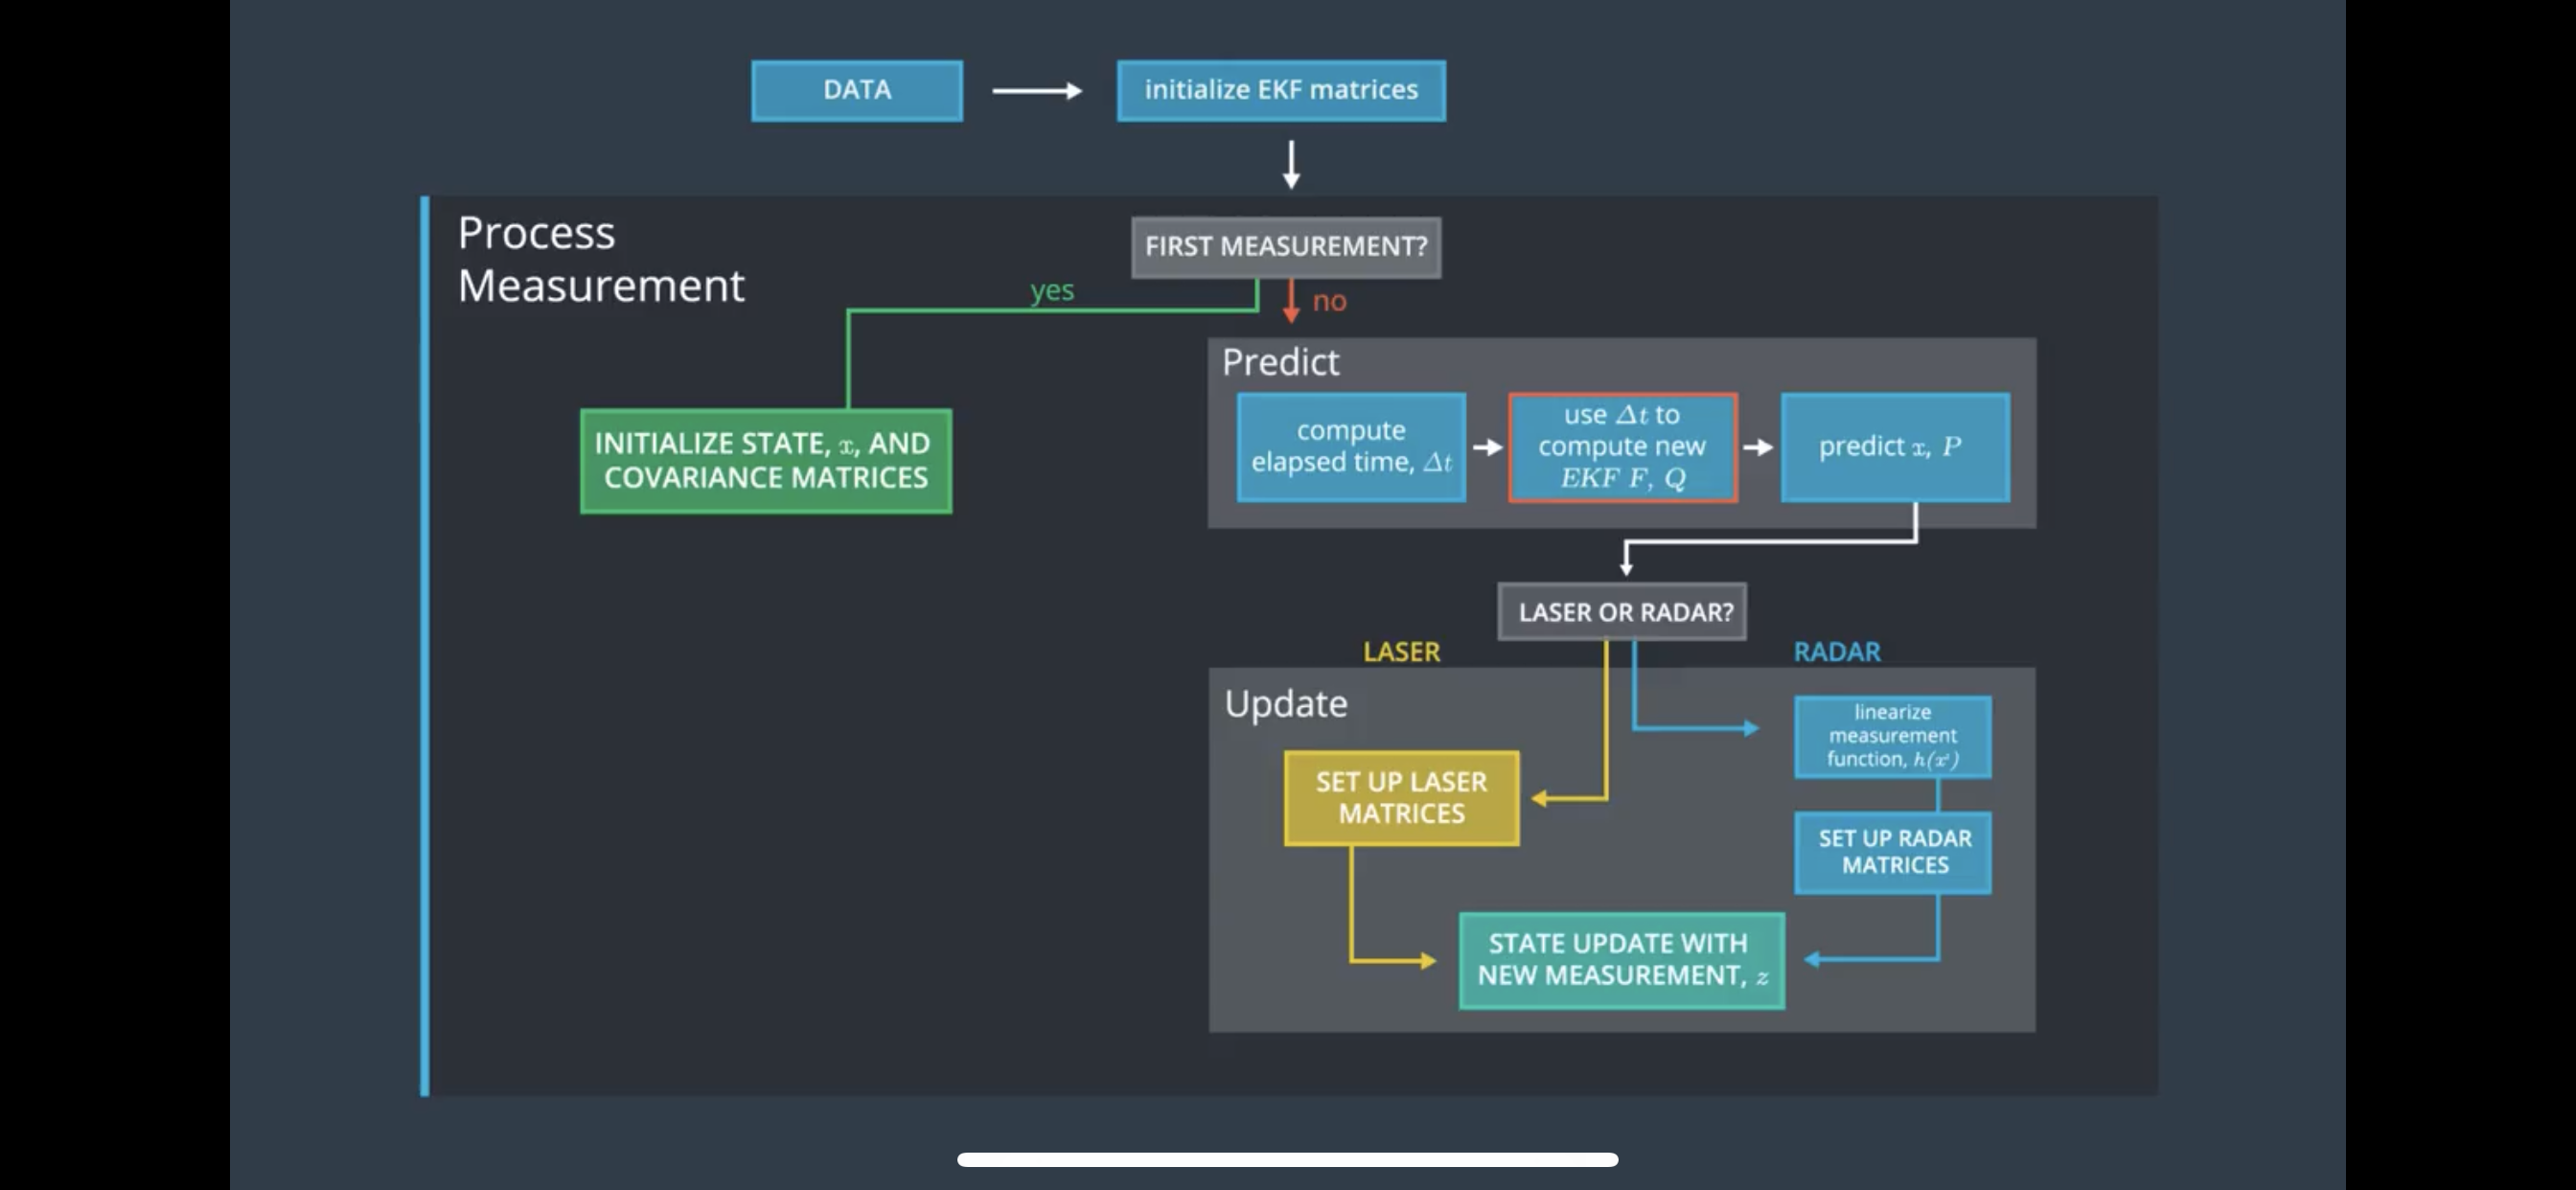 DATA
initialize EKF matrices
Process
Measurement
FIRST MEASUREMENT?
yes
no
Predict
compute
elapsed time, Δt
use Δt to
compute new
EKF F, Q
predict x, P
INITIALIZE STATE, x, AND
COVARIANCE MATRICES
LASER OR RADAR?
LASER
RADAR
Update
linearize
measurement
function, h(x')
SET UP LASER
MATRICES
SET UP RADAR
MATRICES
STATE UPDATE WITH
NEW MEASUREMENT, z